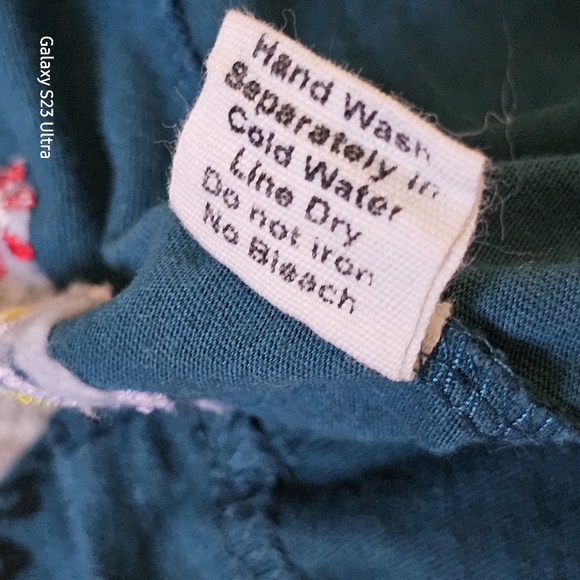 Hand Wash
Separately in
Cold Water
Line Dry
Do not iron
No Bleach
Galaxy S23 Ultra